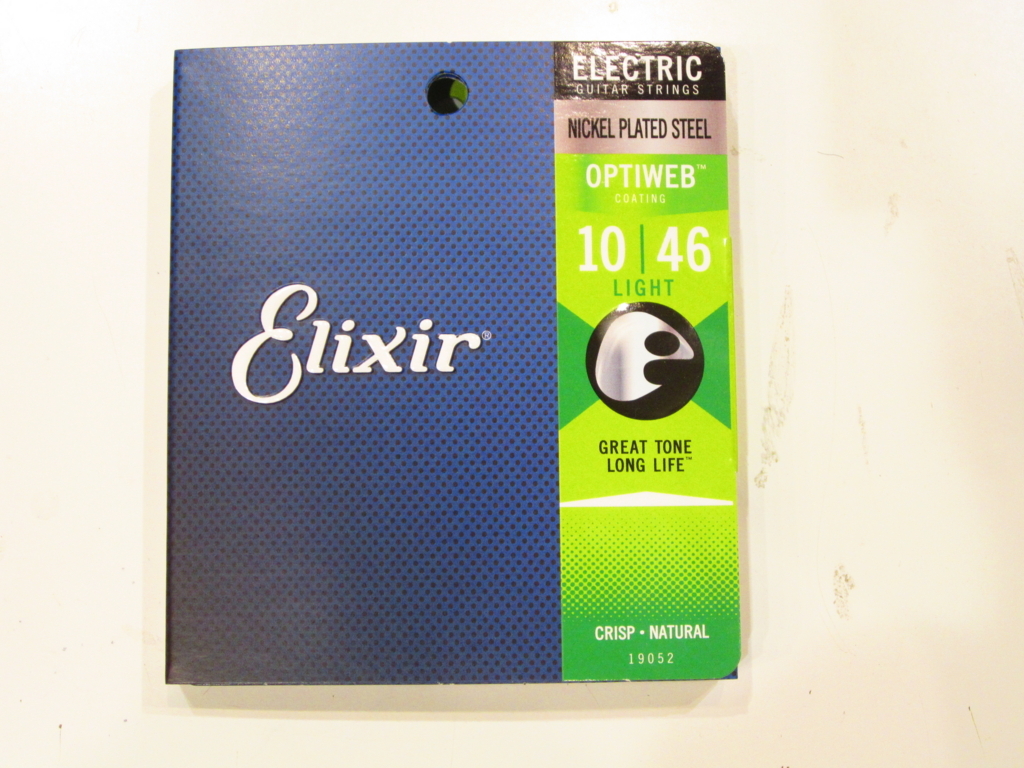 Elixir®
ELECTRIC
GUITAR STRINGS
NICKEL PLATED STEEL
OPTIWEB™
COATING
10 | 46
LIGHT
GREAT TONE
LONG LIFE™
CRISP • NATURAL
19052